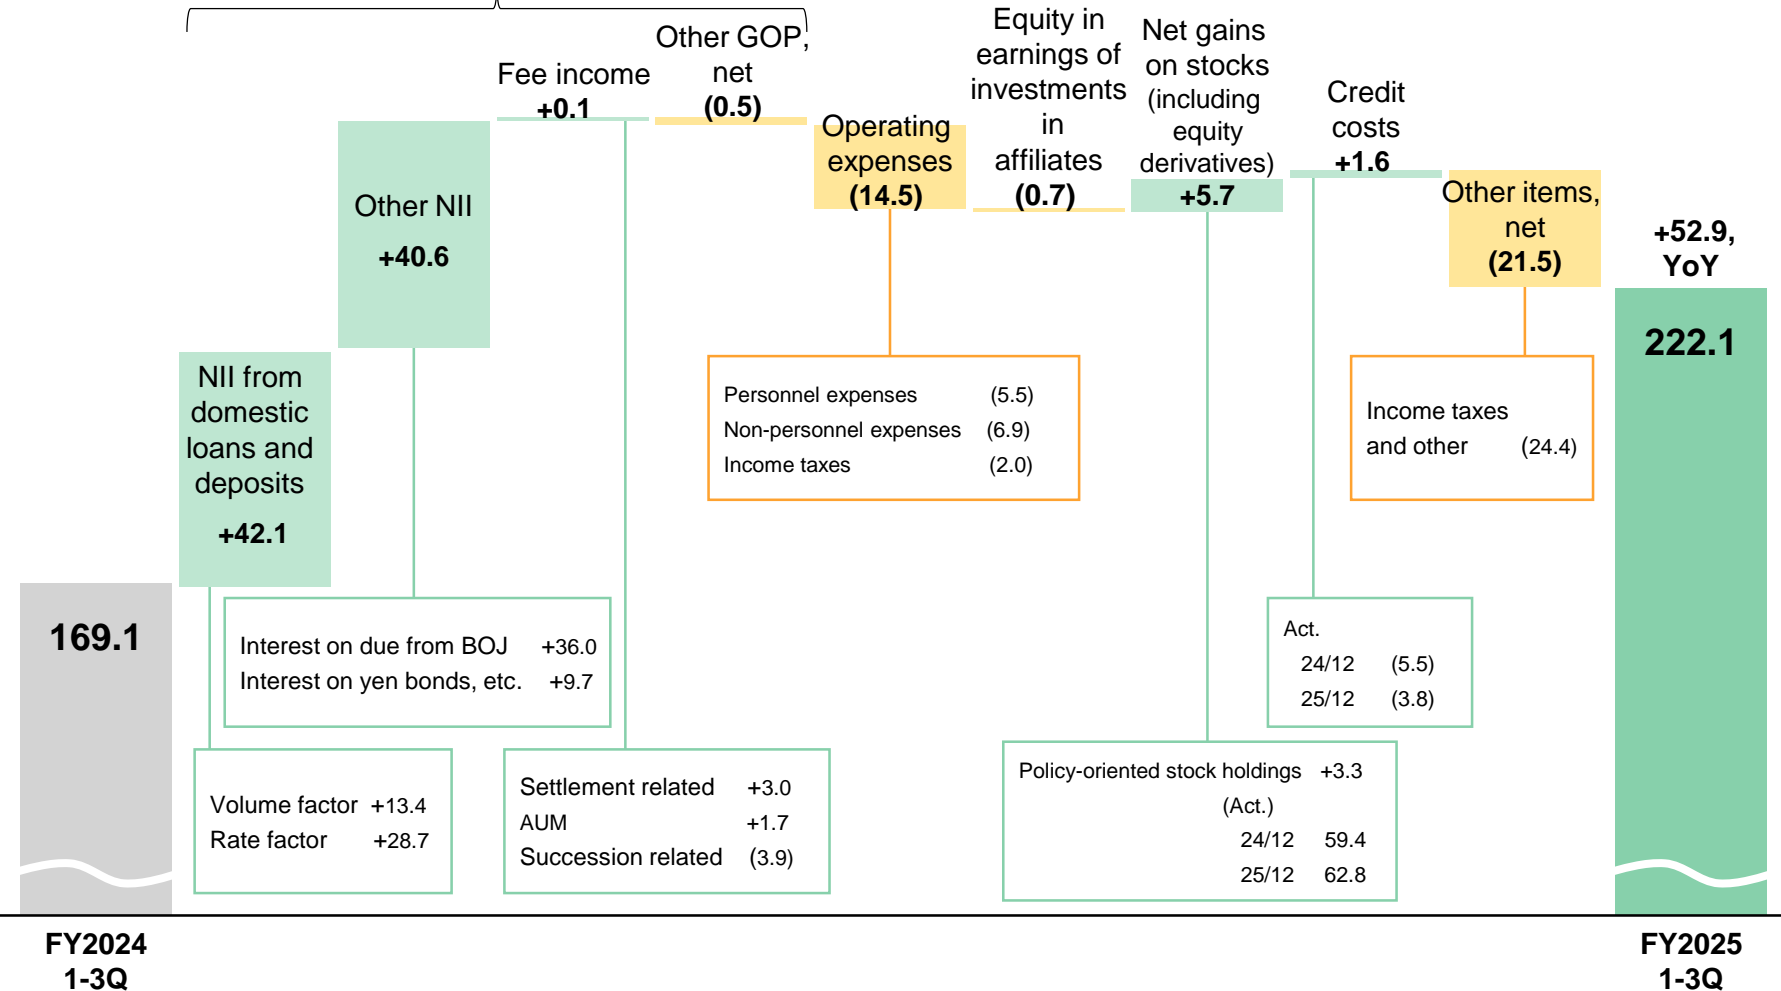 Fee income
+0.1
Other GOP,
net
(0.5)
Operating
expenses
(14.5)
Equity in
earnings of
investments
in
affiliates
(0.7)
Net gains
on stocks
(including
equity
derivatives)
+5.7
Credit
costs
+1.6
Other items,
net
(21.5)
+52.9,
YoY
222.1
Other NII
+40.6
NII from
domestic
loans and
deposits
+42.1
169.1
Personnel expenses (5.5)
Non-personnel expenses (6.9)
Income taxes (2.0)
Income taxes
and other (24.4)
Interest on due from BOJ +36.0
Interest on yen bonds, etc. +9.7
Act.
24/12 (5.5)
25/12 (3.8)
Volume factor +13.4
Rate factor +28.7
Settlement related +3.0
AUM +1.7
Succession related (3.9)
Policy-oriented stock holdings +3.3
(Act.)
24/12 59.4
25/12 62.8
FY2024
1-3Q
FY2025
1-3Q